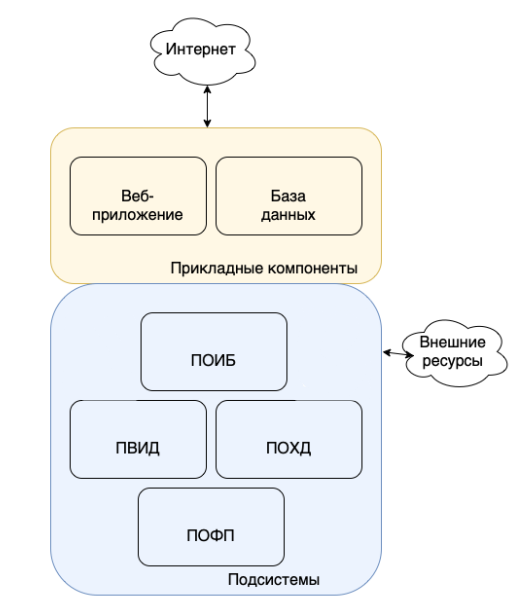 Интернет
Веб-
приложение
База
данных
Прикладные компоненты
ПОИБ
Внешние
ресурсы
ПВИД
ПОХД
ПОФП
Подсистемы